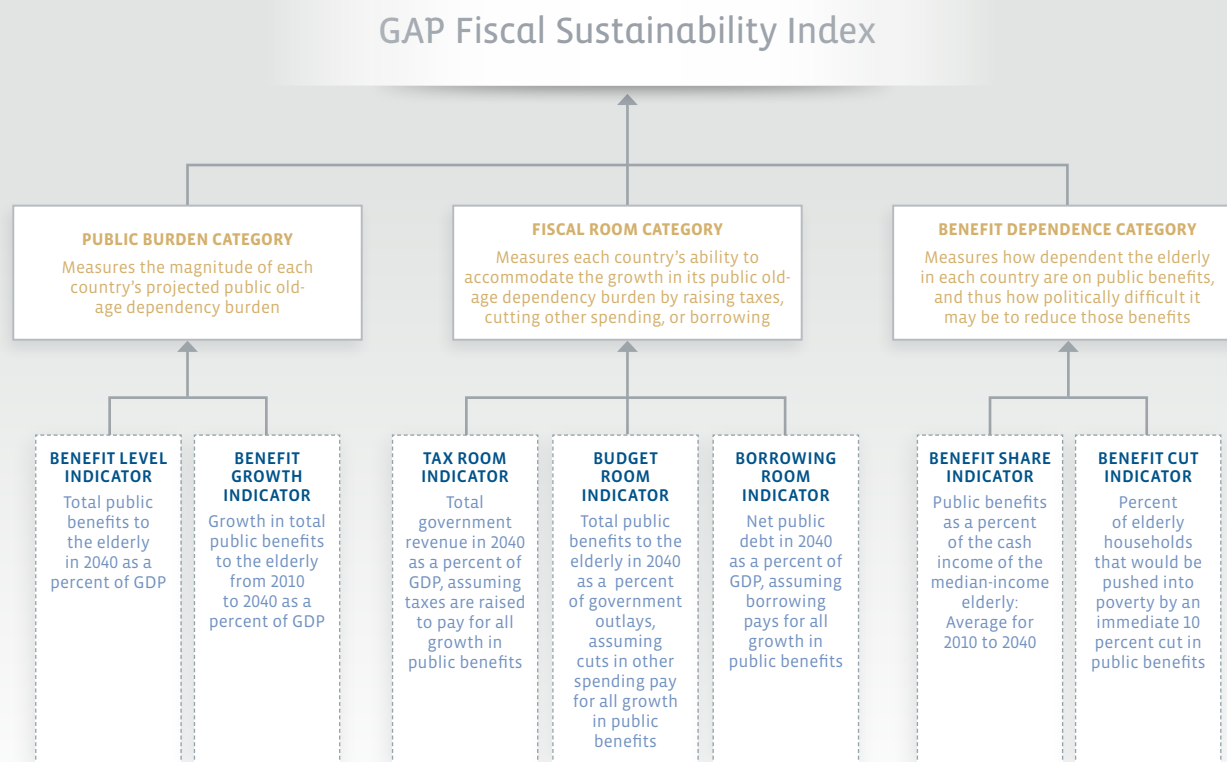 GAP Fiscal Sustainability Index
PUBLIC BURDEN CATEGORY
Measures the magnitude of each
country's projected public old-
age dependency burden
FISCAL ROOM CATEGORY
Measures each country's ability to
accommodate the growth in its public old-
age dependency burden by raising taxes,
cutting other spending, or borrowing
BENEFIT DEPENDENCE CATEGORY
Measures how dependent the elderly
in each country are on public benefits,
and thus how politically difficult it
may be to reduce those benefits
BENEFIT LEVEL
INDICATOR
Total public
benefits to
the elderly
in 2040 as a
percent of GDP
BENEFIT
GROWTH
INDICATOR
Growth in total
public benefits
to the elderly
from 2010
to 2040 as a
percent of GDP
TAX ROOM
INDICATOR
Total
government
revenue in 2040
as a percent of
GDP, assuming
taxes are raised
to pay for all
growth in
public benefits
BUDGET
ROOM
INDICATOR
Total public
benefits to the
elderly in 2040
as a percent
of government
outlays,
assuming
cuts in other
spending pay
for all growth
in public
benefits
BORROWING
ROOM
INDICATOR
Net public
debt in 2040
as a percent of
GDP, assuming
borrowing
pays for all
growth in
public benefits
BENEFIT SHARE
INDICATOR
Public benefits
as a percent
of the cash
income of the
median-income
elderly:
Average for
2010 to 2040
BENEFIT CUT
INDICATOR
Percent
of elderly
households
that would be
pushed into
poverty by an
immediate 10
percent cut in
public benefits